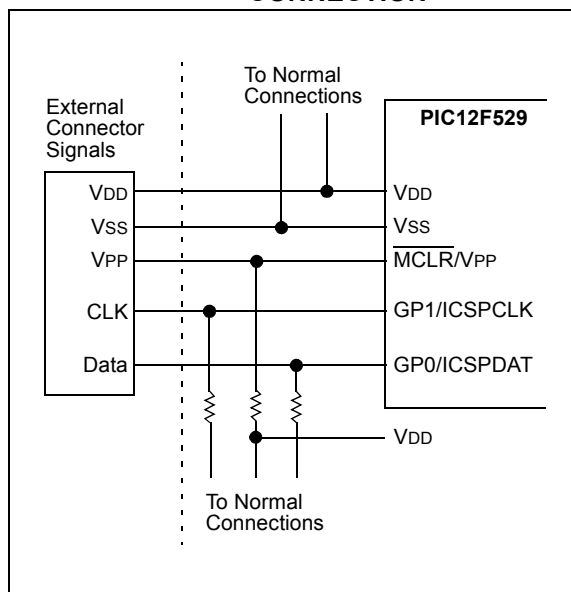 To Normal
Connections
External
Connector
Signals
PIC12F529
VDD
VDD
VSS
VSS
VPP
MCLR/VPP
CLK
GP1/ICSPCLK
Data
GP0/ICSPDAT
VDD
To Normal
Connections